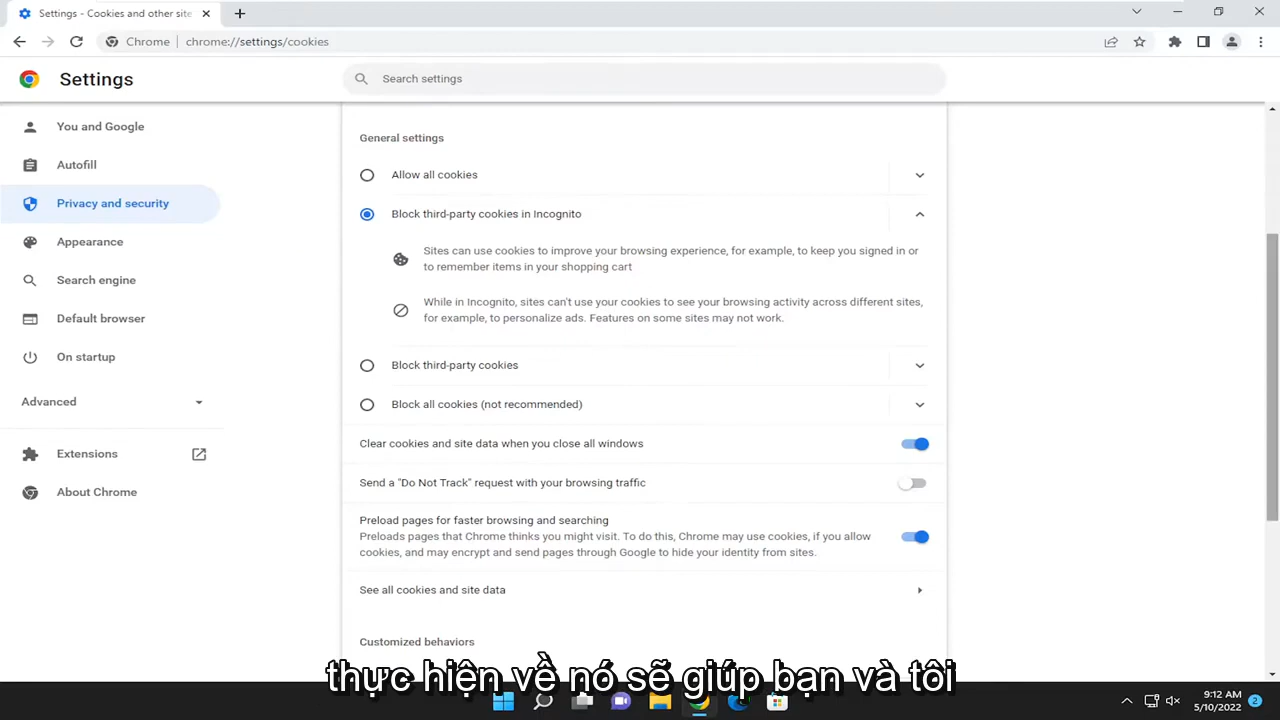 Settings - Cookies and other site
Chrome
chrome://settings/cookies
Settings
Search settings
You and Google
Autofill
Privacy and security
Appearance
Search engine
Default browser
On startup
Advanced
Extensions
About Chrome
General settings
Allow all cookies
Block third-party cookies in Incognito
Sites can use cookies to improve your browsing experience, for example, to keep you signed in or
to remember items in your shopping cart
While in Incognito, sites can't use your cookies to see your browsing activity across different sites,
for example, to personalize ads. Features on some sites may not work.
Block third-party cookies
Block all cookies (not recommended)
Clear cookies and site data when you close all windows
Send a "Do Not Track" request with your browsing traffic
Preload pages for faster browsing and searching
Preloads pages that Chrome thinks you might visit. To do this, Chrome may use cookies, if you allow
cookies, and may encrypt and send pages through Google to hide your identity from sites.
See all cookies and site data
Customized behaviors
thực hiện về nó sẽ giúp bạn và tôi
9:12 AM
5/10/2022
2